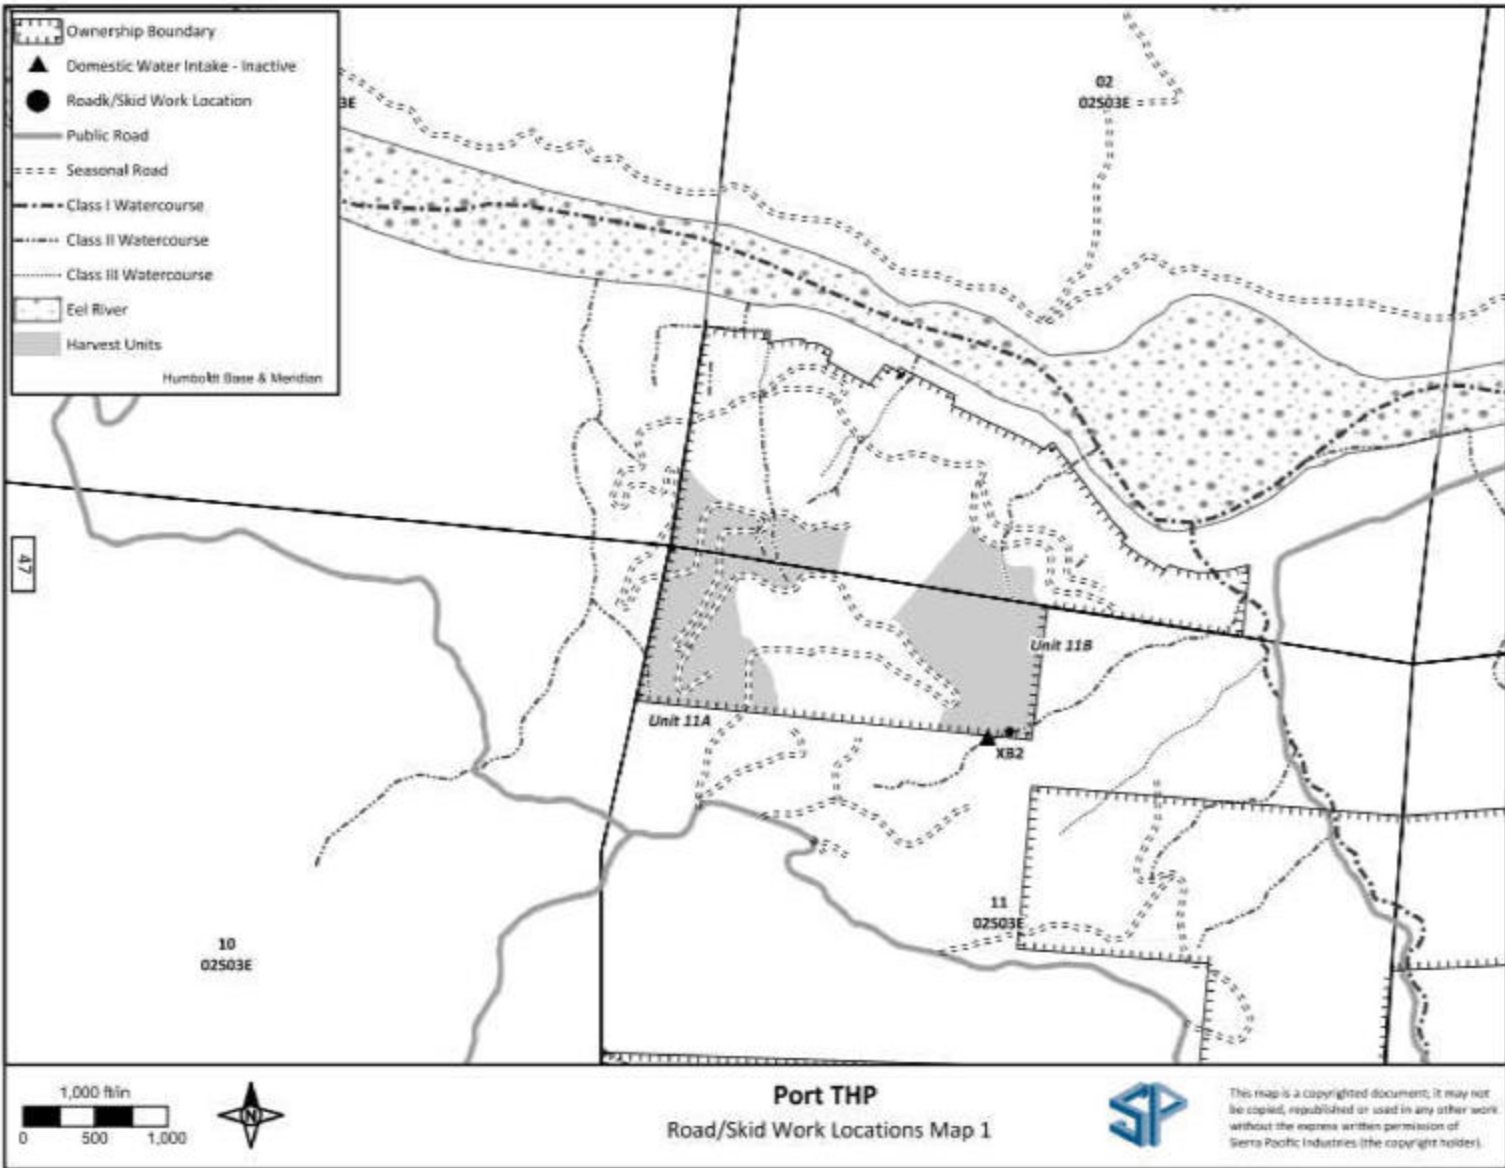 Ownership Boundary
Domestic Water Intake - Inactive
Roadk/Skid Work Location
Public Road
Seasonal Road
Class I Watercourse
Class II Watercourse
Class III Watercourse
Eel River
Harvest Units
Humboldt Base & Meridian
3E
02
02S03E
47
Unit 11B
Unit 11A
XB2
11
02S03E
10
02S03E
1,000 ft/in
0 500 1,000
N
Port THP
Road/Skid Work Locations Map 1
SP
This map is a copyrighted document; it may not
be copied, republished or used in any other work
without the express written permission of
Sierra Pacific Industries (the copyright holder).